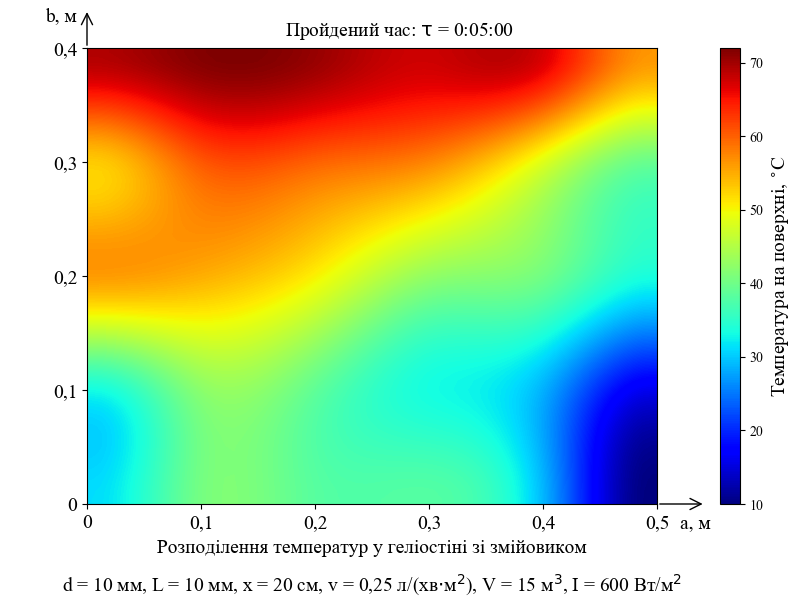 b, м
Пройдений час: τ = 0:05:00
0,4
0,3
0,2
0,1
0
0 0,1 0,2 0,3 0,4 0,5 a, м
70
60
50
40
30
20
10
Температура на поверхні, °C
Розподілення температур у геліостіні зі змійовиком
d = 10 мм, L = 10 мм, x = 20 см, v = 0,25 л/(хв·м²), V = 15 м³, I = 600 Вт/м²